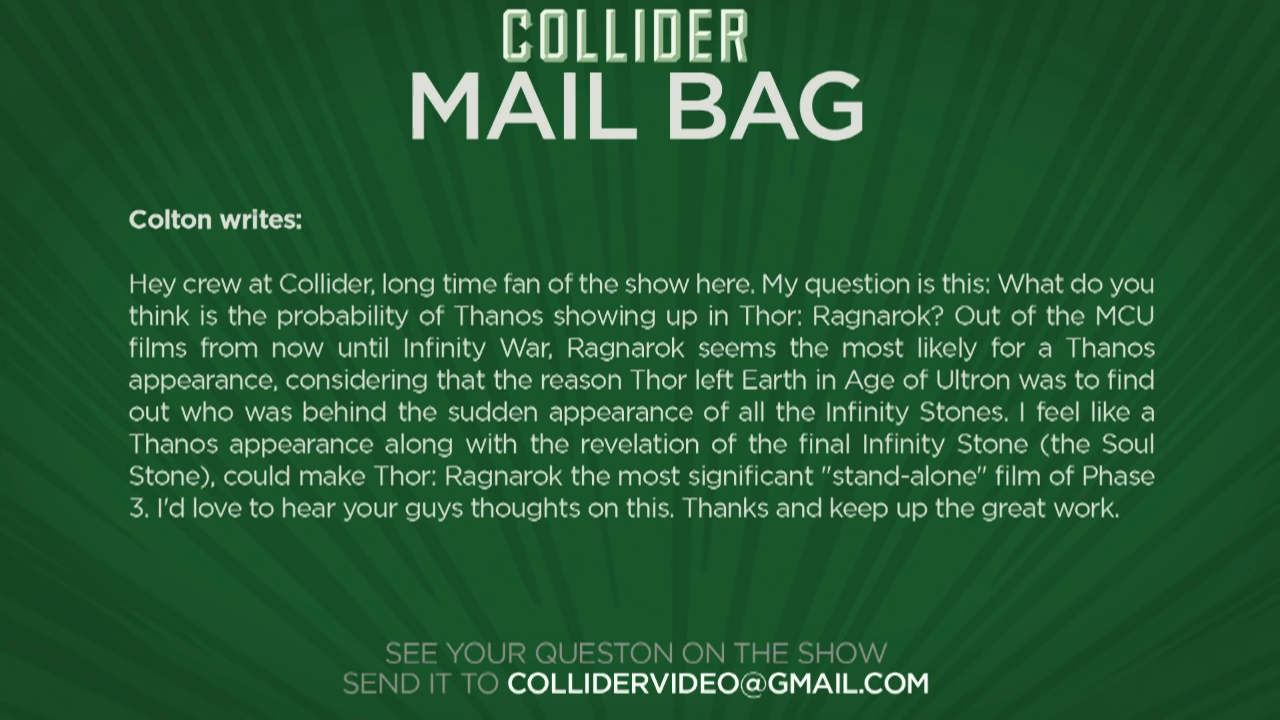 COLLIDER
MAIL BAG
Colton writes:
Hey crew at Collider, long time fan of the show here. My question is this: What do you
think is the probability of Thanos showing up in Thor: Ragnarok? Out of the MCU
films from now until Infinity War, Ragnarok seems the most likely for a Thanos
appearance, considering that the reason Thor left Earth in Age of Ultron was to find
out who was behind the sudden appearance of all the Infinity Stones. I feel like a
Thanos appearance along with the revelation of the final Infinity Stone (the Soul
Stone), could make Thor: Ragnarok the most significant "stand-alone" film of Phase
3. I'd love to hear your guys thoughts on this. Thanks and keep up the great work.
SEE YOUR QUESTON ON THE SHOW
SEND IT TO COLLIDERVIDEO@GMAIL.COM